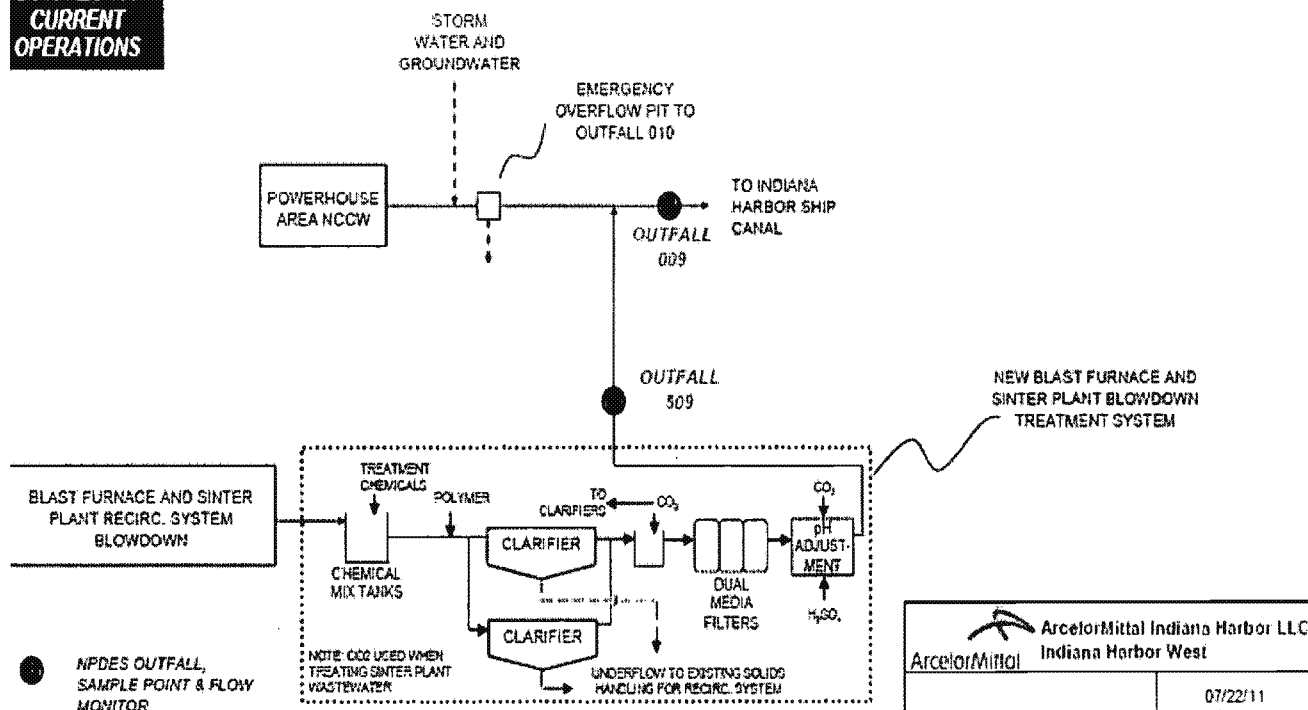 CURRENT
OPERATIONS
STORM
WATER AND
GROUNDWATER
EMERGENCY
OVERFLOW PIT TO
OUTFALL 010
POWERHOUSE
AREA NCCW
TO INDIANA
HARBOR SHIP
CANAL
OUTFALL
009
OUTFALL
509
NEW BLAST FURNACE AND
SINTER PLANT BLOWDOWN
TREATMENT SYSTEM
BLAST FURNACE AND SINTER
PLANT RECIRC. SYSTEM
BLOWDOWN
TREATMENT
CHEMICALS
POLYMER
TO
CLARIFIERS
CO₂
CO₂
CLARIFIER
pH
ADJUST-
MENT
CHEMICAL
MIX TANKS
DUAL
MEDIA
FILTERS
H₂SO₄
CLARIFIER
NOTE: CO2 USED WHEN
TREATING SINTER PLANT
WASTEWATER
UNDERFLOW TO EXISTING SOLIDS
HANDLING FOR RECIRC. SYSTEM
NPDES OUTFALL,
SAMPLE POINT & FLOW
MONITOR
ArcelorMittal
ArcelorMittal Indiana Harbor LLC
Indiana Harbor West
07/22/11